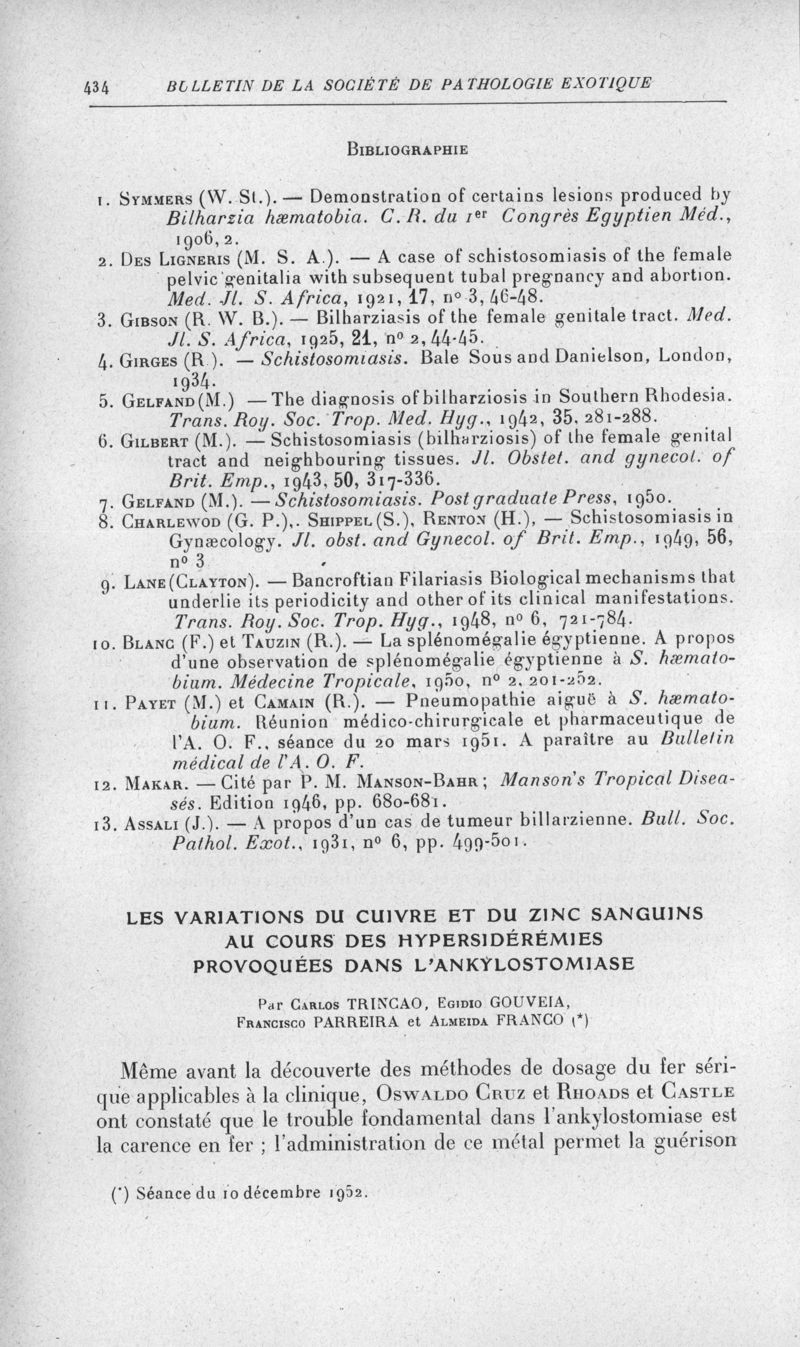 434 BULLETIN DE LA SOCIÉTÉ DE PATHOLOGIE EXOTIQUE
BIBLIOGRAPHIE
1. SYMMERS (W. St.). — Demonstration of certains lesions produced by
Bilharzia hæmatobia. C. R. du 1er Congrès Egyptien Méd.,
1906, 2.
2. DES LIGNERIS (M. S. A.). — A case of schistosomiasis of the female
pelvic genitalia with subsequent tubal pregnancy and abortion.
Med. Jl. S. Africa, 1921, 17, no 3, 46-48.
3. GIBSON (R. W. B.). — Bilharziasis of the female genitale tract. Med.
Jl. S. Africa, 1925, 21, no 2, 44-45.
4. GIRGES (R.). — Schistosomiasis. Bale Sous and Danielson, London,
1934.
5. GELFAND (M.) — The diagnosis of bilharziosis in Southern Rhodesia.
Trans. Roy. Soc. Trop. Med. Hyg., 1942, 35, 281-288.
6. GILBERT (M.). — Schistosomiasis (bilharziosis) of the female genital
tract and neighbouring tissues. Jl. Obstet. and gynecol. of
Brit. Emp., 1943, 50, 317-336.
7. GELFAND (M.). — Schistosomiasis. Postgraduate Press, 1950.
8. CHARLEWOD (G. P.),. SHIPPEL (S.), RENTON (H.), — Schistosomiasis in
Gynæcology. Jl. obst. and Gynecol. of Brit. Emp., 1949, 56,
no 3
9. LANE (CLAYTON). — Bancroftian Filariasis Biological mechanisms that
underlie its periodicity and other of its clinical manifestations.
Trans. Roy. Soc. Trop. Hyg., 1948, no 6, 721-784.
10. BLANC (F.) et TAUZIN (R.). — La splénomégalie égyptienne. A propos
d'une observation de splénomégalie égyptienne à S. hæmato-
bium. Médecine Tropicale, 1950, no 2, 201-252.
11. PAYET (M.) et CAMAIN (R.). — Pneumopathie aiguë à S. hæmato-
bium. Réunion médico-chirurgicale et pharmaceutique de
l'A. O. F., séance du 20 mars 1951. A paraître au Bulletin
médical de l'A. O. F.
12. MAKAR. — Cité par P. M. MANSON-BAHR ; Manson's Tropical Disea-
sés. Edition 1946, pp. 680-681.
13. ASSALI (J.). — A propos d'un cas de tumeur billarzienne. Bull. Soc.
Pathol. Exot., 1931, no 6, pp. 499-501.
LES VARIATIONS DU CUIVRE ET DU ZINC SANGUINS
AU COURS DES HYPERSIDÉRÉMIES
PROVOQUÉES DANS L'ANKYLOSTOMIASE
Par CARLOS TRINCAO, EGIDIO GOUVEIA,
FRANCISCO PARREIRA et ALMEIDA FRANCO (*)
Même avant la découverte des méthodes de dosage du fer séri-
que applicables à la clinique, OSWALDO CRUZ et RHOADS et CASTLE
ont constaté que le trouble fondamental dans l'ankylostomiase est
la carence en fer ; l'administration de ce métal permet la guérison
(*) Séance du 10 décembre 1952.